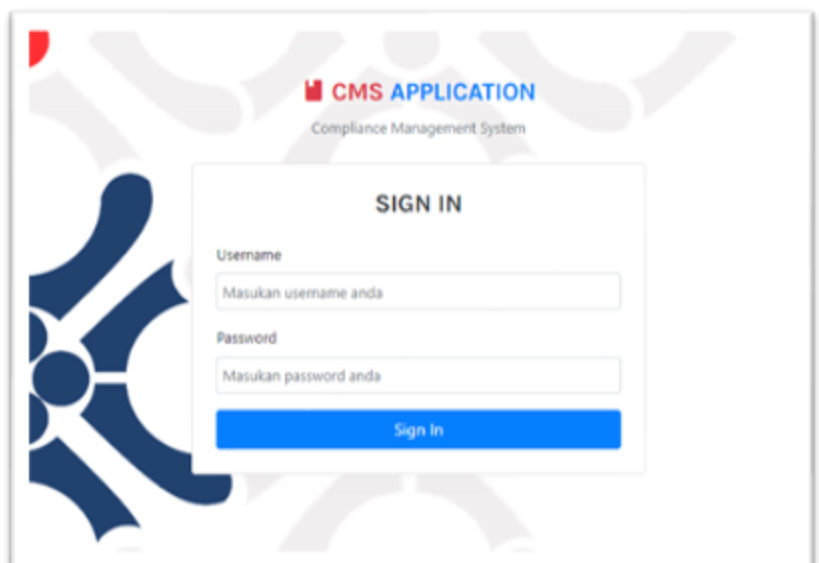 CMS APPLICATION
Compliance Management System
SIGN IN
Username
Masukan username anda
Password
Masukan password anda
Sign In